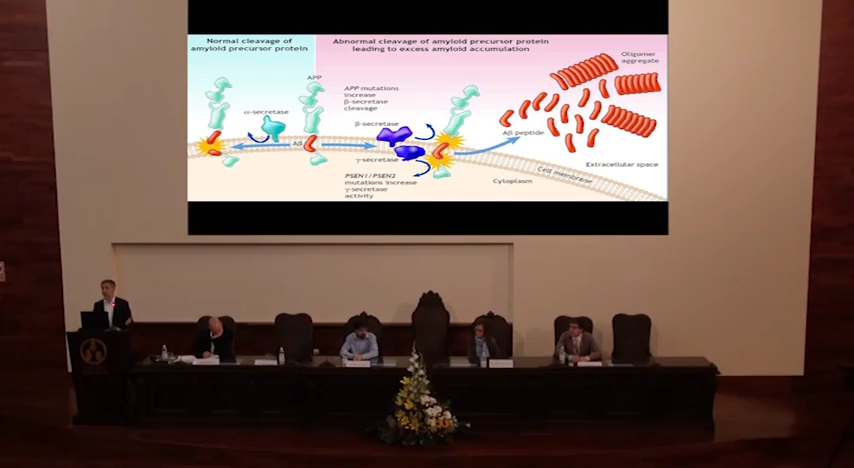 Normal cleavage of
amyloid precursor protein
Abnormal cleavage of amyloid precursor protein
leading to excess amyloid accumulation
APP
α-secretase
Aβ
APP mutations
increase
β-secretase
cleavage
β-secretase
γ-secretase
PSEN1/PSEN2
mutations increase
γ-secretase
activity
Aβ peptide
Oligomer
aggregate
Extracellular space
Cell membrane
Cytoplasm